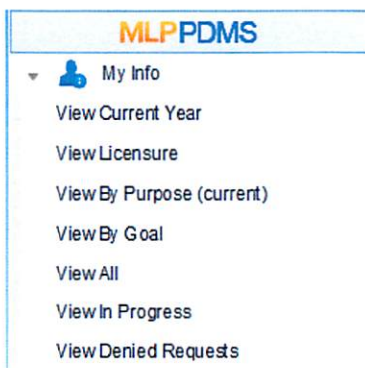 MLPPDMS
My Info
View Current Year
View Licensure
View By Purpose (current)
View By Goal
View All
View In Progress
View Denied Requests